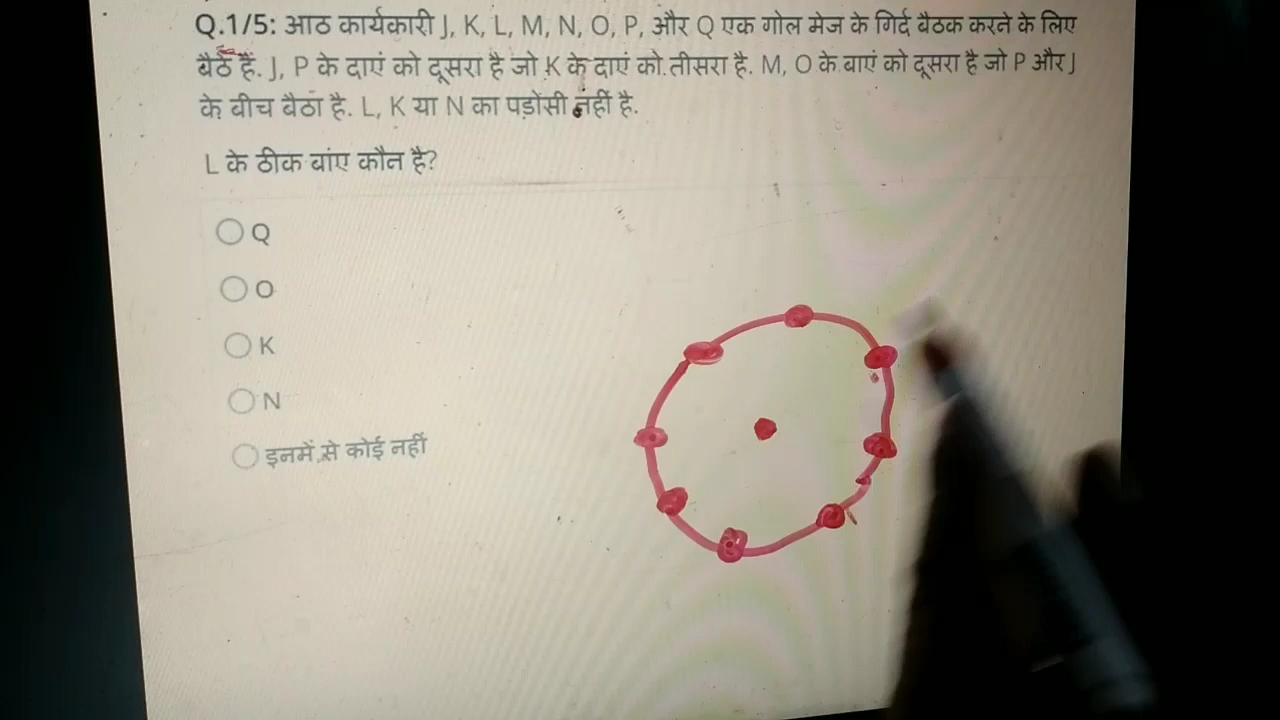 Q.1/5: आठ कार्यकारी J, K, L, M, N, O, P, और Q एक गोल मेज के गिर्द बैठक करने के लिए
बैठे हैं. J, P के दाएं को दूसरा है जो K के दाएं को तीसरा है. M, O के बाएं को दूसरा है जो P और J
के बीच बैठा है. L, K या N का पड़ोसी नहीं है.
L के ठीक बांए कौन है?
Q
O
K
N
इनमें से कोई नहीं